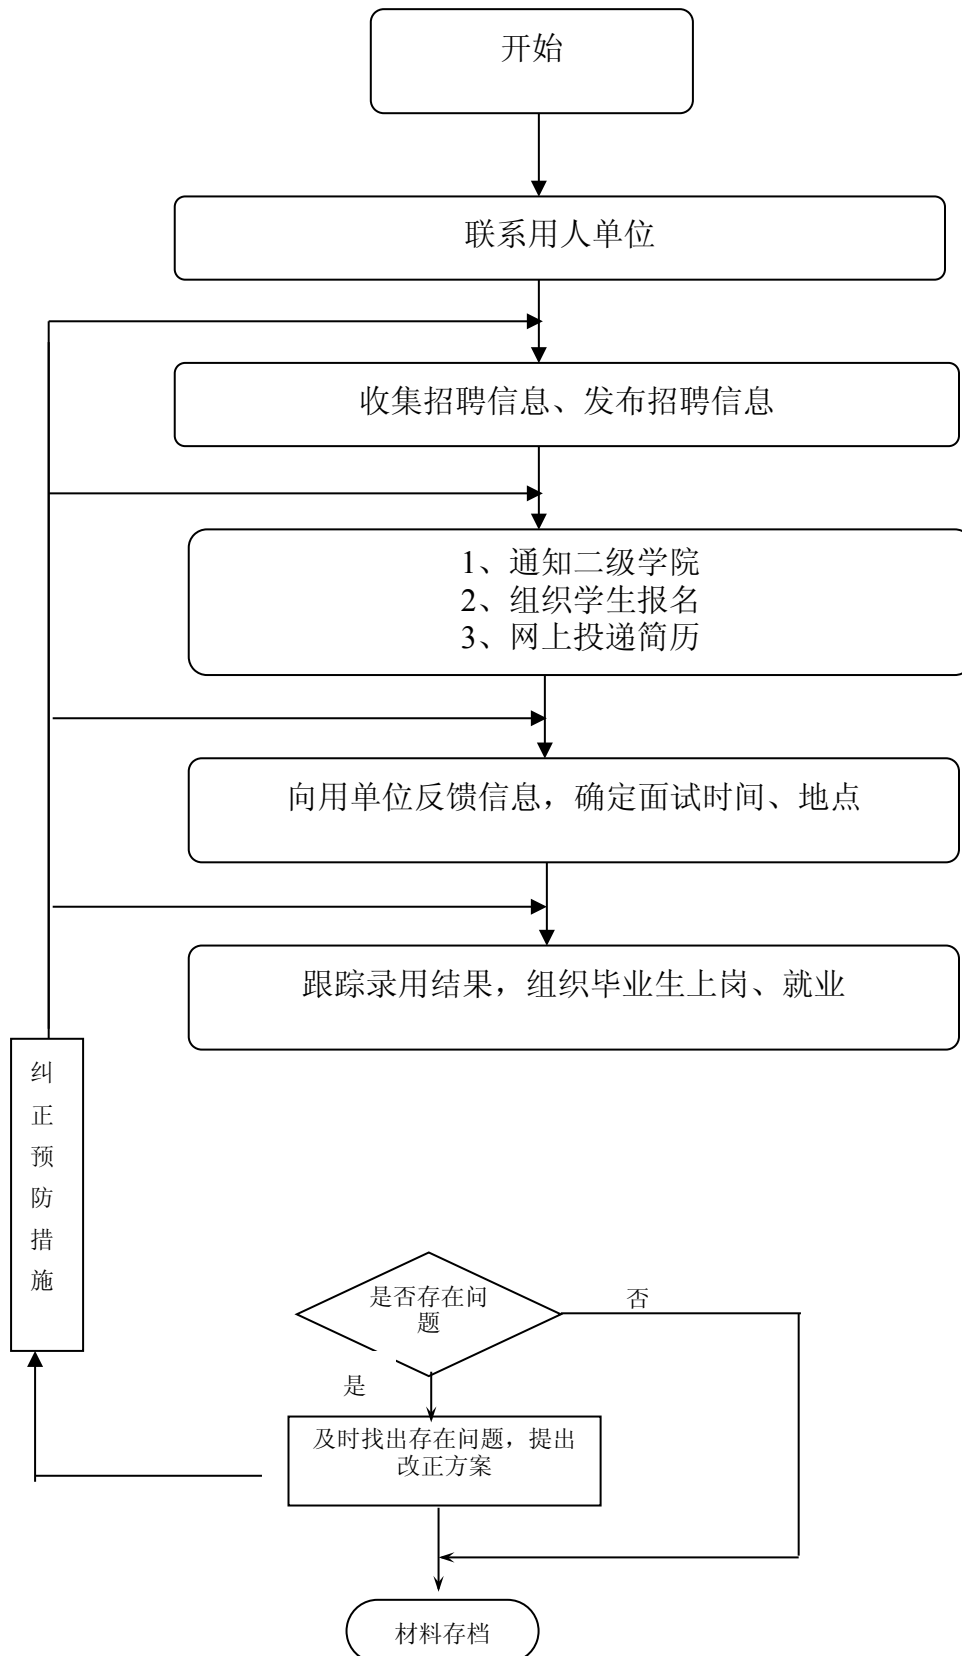 开始
联系用人单位
收集招聘信息、发布招聘信息
1、通知二级学院
2、组织学生报名
3、网上投递简历
向用单位反馈信息，确定面试时间、地点
跟踪录用结果，组织毕业生上岗、就业
纠正预防措施
是否存在问
题
否
是
及时找出存在问题，提出
改正方案
材料存档